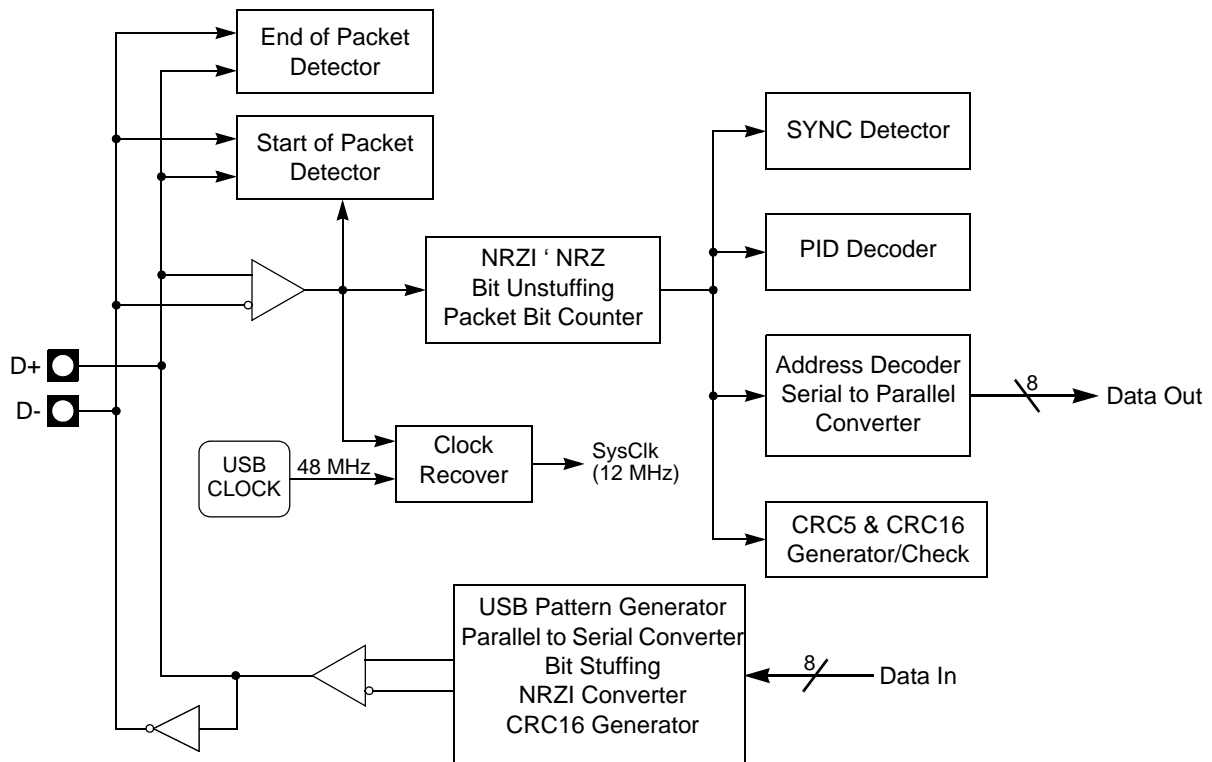 End of Packet
Detector
Start of Packet
Detector
SYNC Detector
NRZI ‘ NRZ
Bit Unstuffing
Packet Bit Counter
PID Decoder
D+
D-
Address Decoder
Serial to Parallel
Converter
8
Data Out
USB
CLOCK
48 MHz
Clock
Recover
SysClk
(12 MHz)
CRC5 & CRC16
Generator/Check
USB Pattern Generator
Parallel to Serial Converter
Bit Stuffing
NRZI Converter
CRC16 Generator
8
Data In